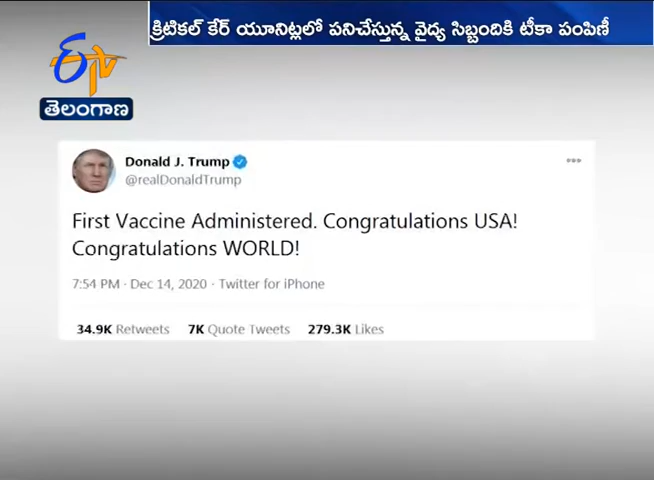 క్రిటికల్ కేర్ యూనిట్లలో పనిచేస్తున్న వైద్య సిబ్బందికి టీకా పంపిణీ
ETV
తెలంగాణ
Donald J. Trump
@realDonaldTrump
First Vaccine Administered. Congratulations USA!
Congratulations WORLD!
7:54 PM · Dec 14, 2020 · Twitter for iPhone
34.9K Retweets 7K Quote Tweets 279.3K Likes